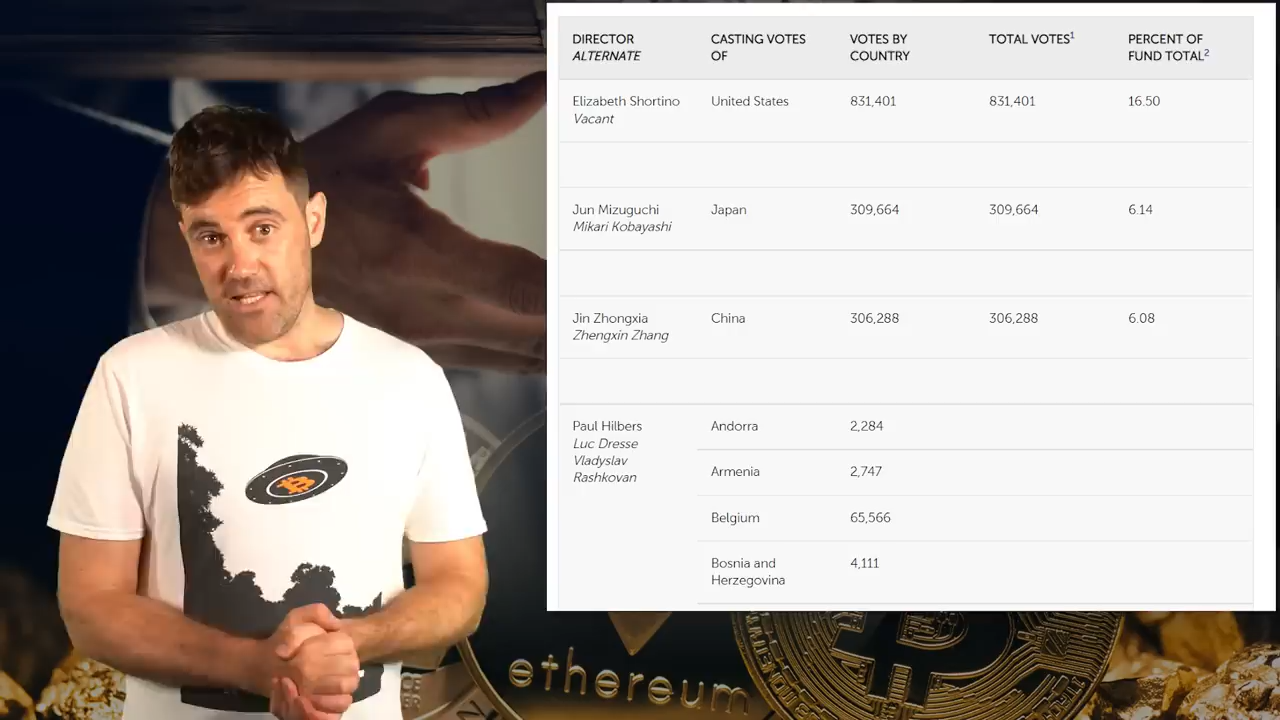 DIRECTOR CASTING VOTES VOTES BY TOTAL VOTES1 PERCENT OF
ALTERNATE OF COUNTRY FUND TOTAL2
Elizabeth Shortino United States 831,401 831,401 16.50
Vacant
Jun Mizuguchi Japan 309,664 309,664 6.14
Mikari Kobayashi
Jin Zhongxia China 306,288 306,288 6.08
Zhengxin Zhang
Paul Hilbers Andorra 2,284
Luc Dresse
Vladyslav Armenia 2,747
Rashkovan
Belgium 65,566
Bosnia and 4,111
Herzegovina
ethereum